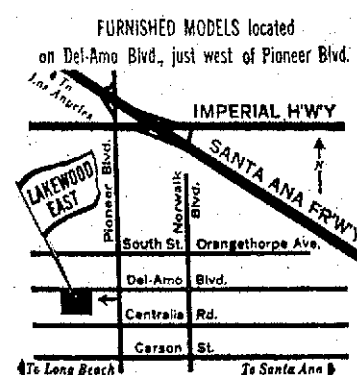 FURNISHED MODELS located
on Del-Amo Blvd., just west of Pioneer Blvd.
To
Los Angeles
IMPERIAL H'W'Y
N
SANTA ANA FR'W'Y
LAKEWOOD
EAST
Pioneer Blvd.
Norwalk
Blvd.
South St. Orangethorpe Ave.
Del-Amo Blvd.
Centralia Rd.
Carson St.
To Long Beach To Santa Ana